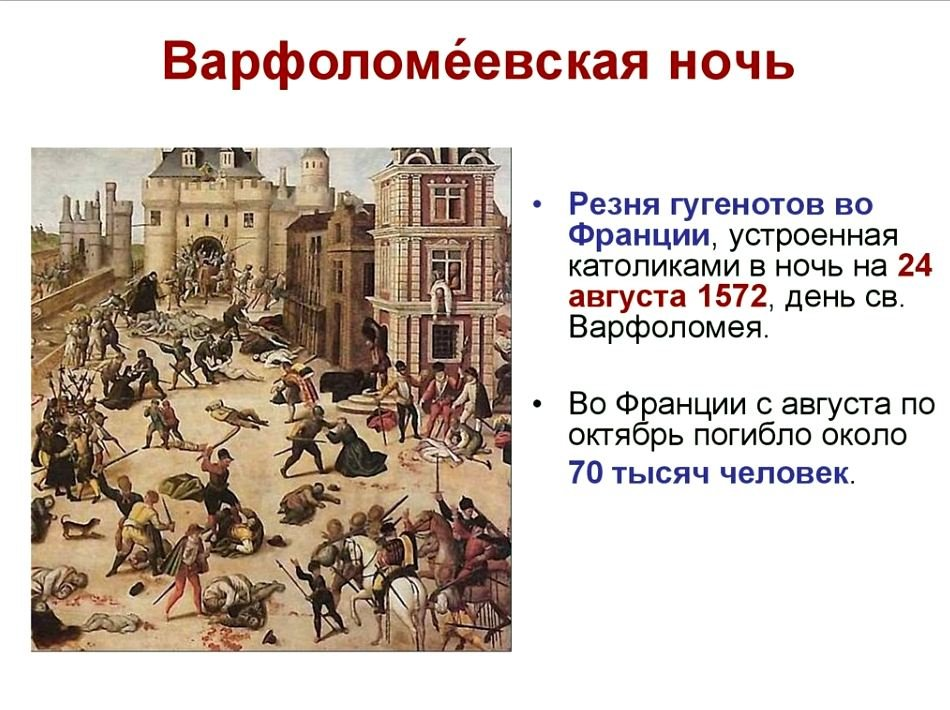 Варфоломе́евская ночь
• Резня гугенотов во
Франции, устроенная
католиками в ночь на 24
августа 1572, день св.
Варфоломея.
• Во Франции с августа по
октябрь погибло около
70 тысяч человек.